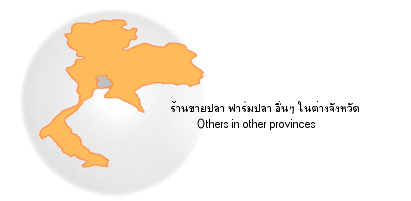 ร้านขายปลา ฟาร์มปลา อื่นๆ ในต่างจังหวัด
Others in other provinces